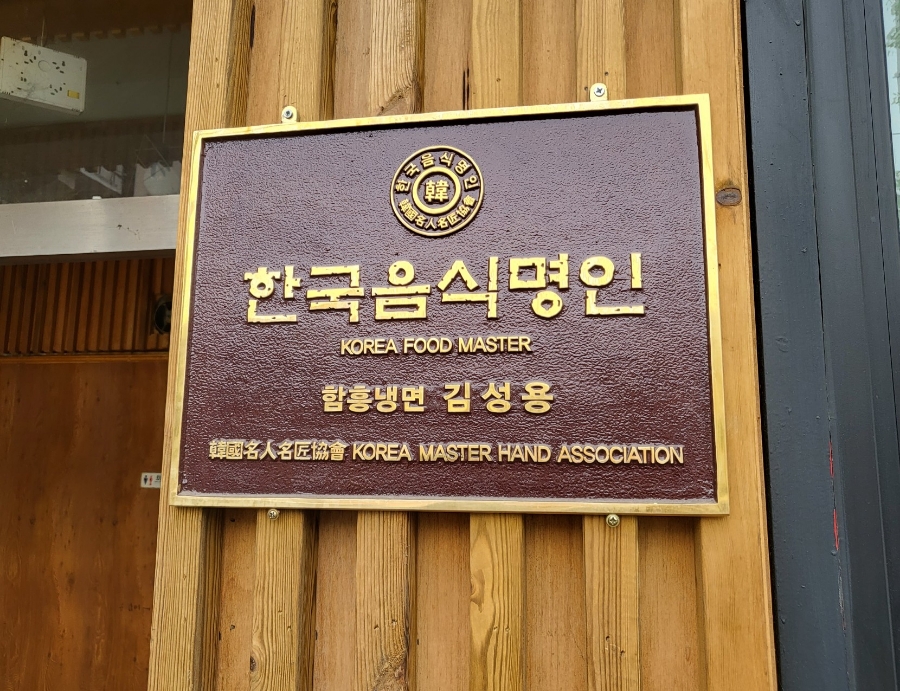 한국음식명인
韓
韓國名人名匠協會
한국음식명인
KOREA FOOD MASTER
함흥냉면 김성용
韓國名人名匠協會 KOREA MASTER HAND ASSOCIATION